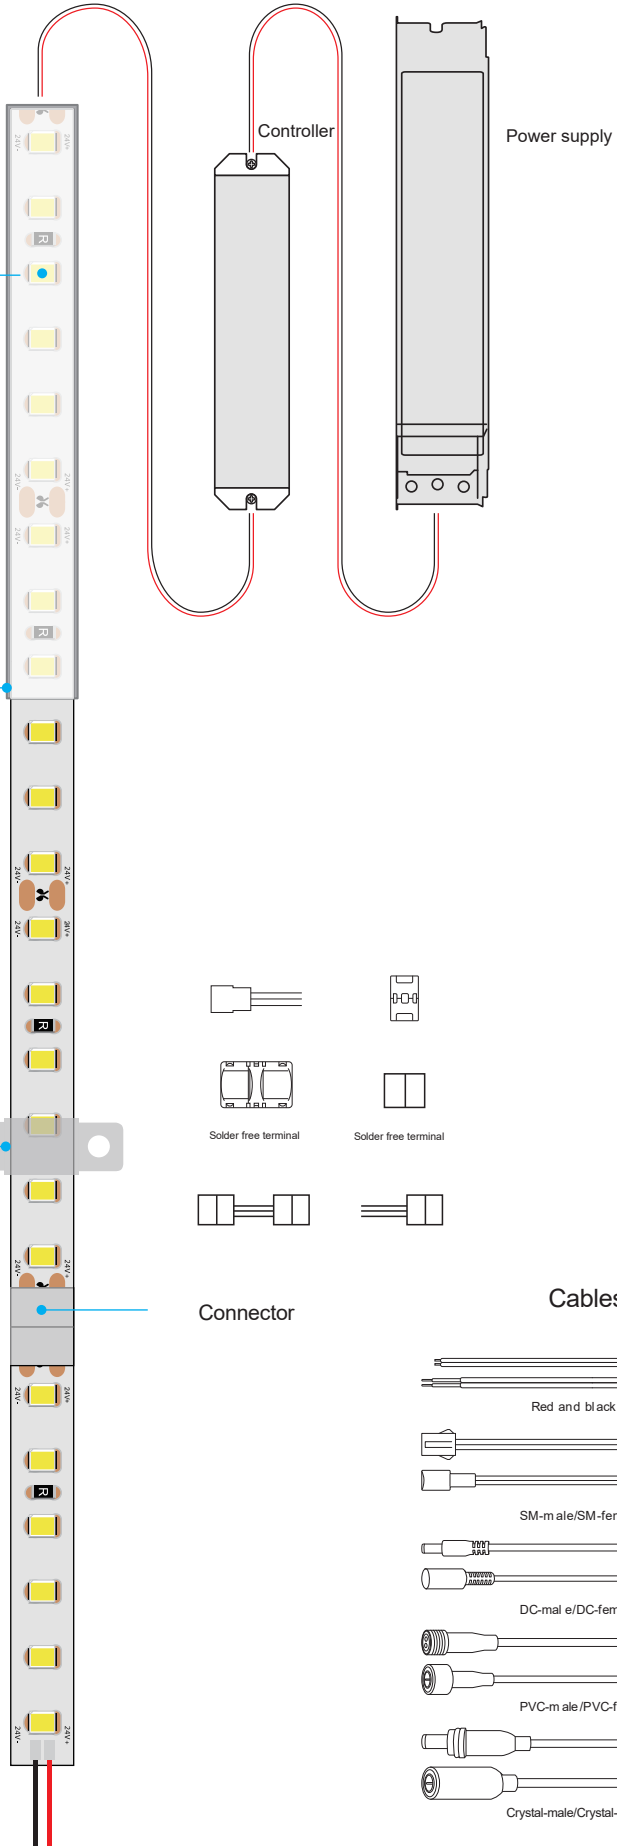 Controller
Power supply
24V- 24V+
R
24V- 24V+
24V- 24V+
R
24V- 24V+
24V- 24V+
R
Solder free terminal
Solder free terminal
24V- 24V+
Connector
Cables
24V- 24V+
Red and black
R
SM-male/SM-fem
DC-male/DC-fem
PVC-male/PVC-f
24V- 24V+
Crystal-male/Crystal-